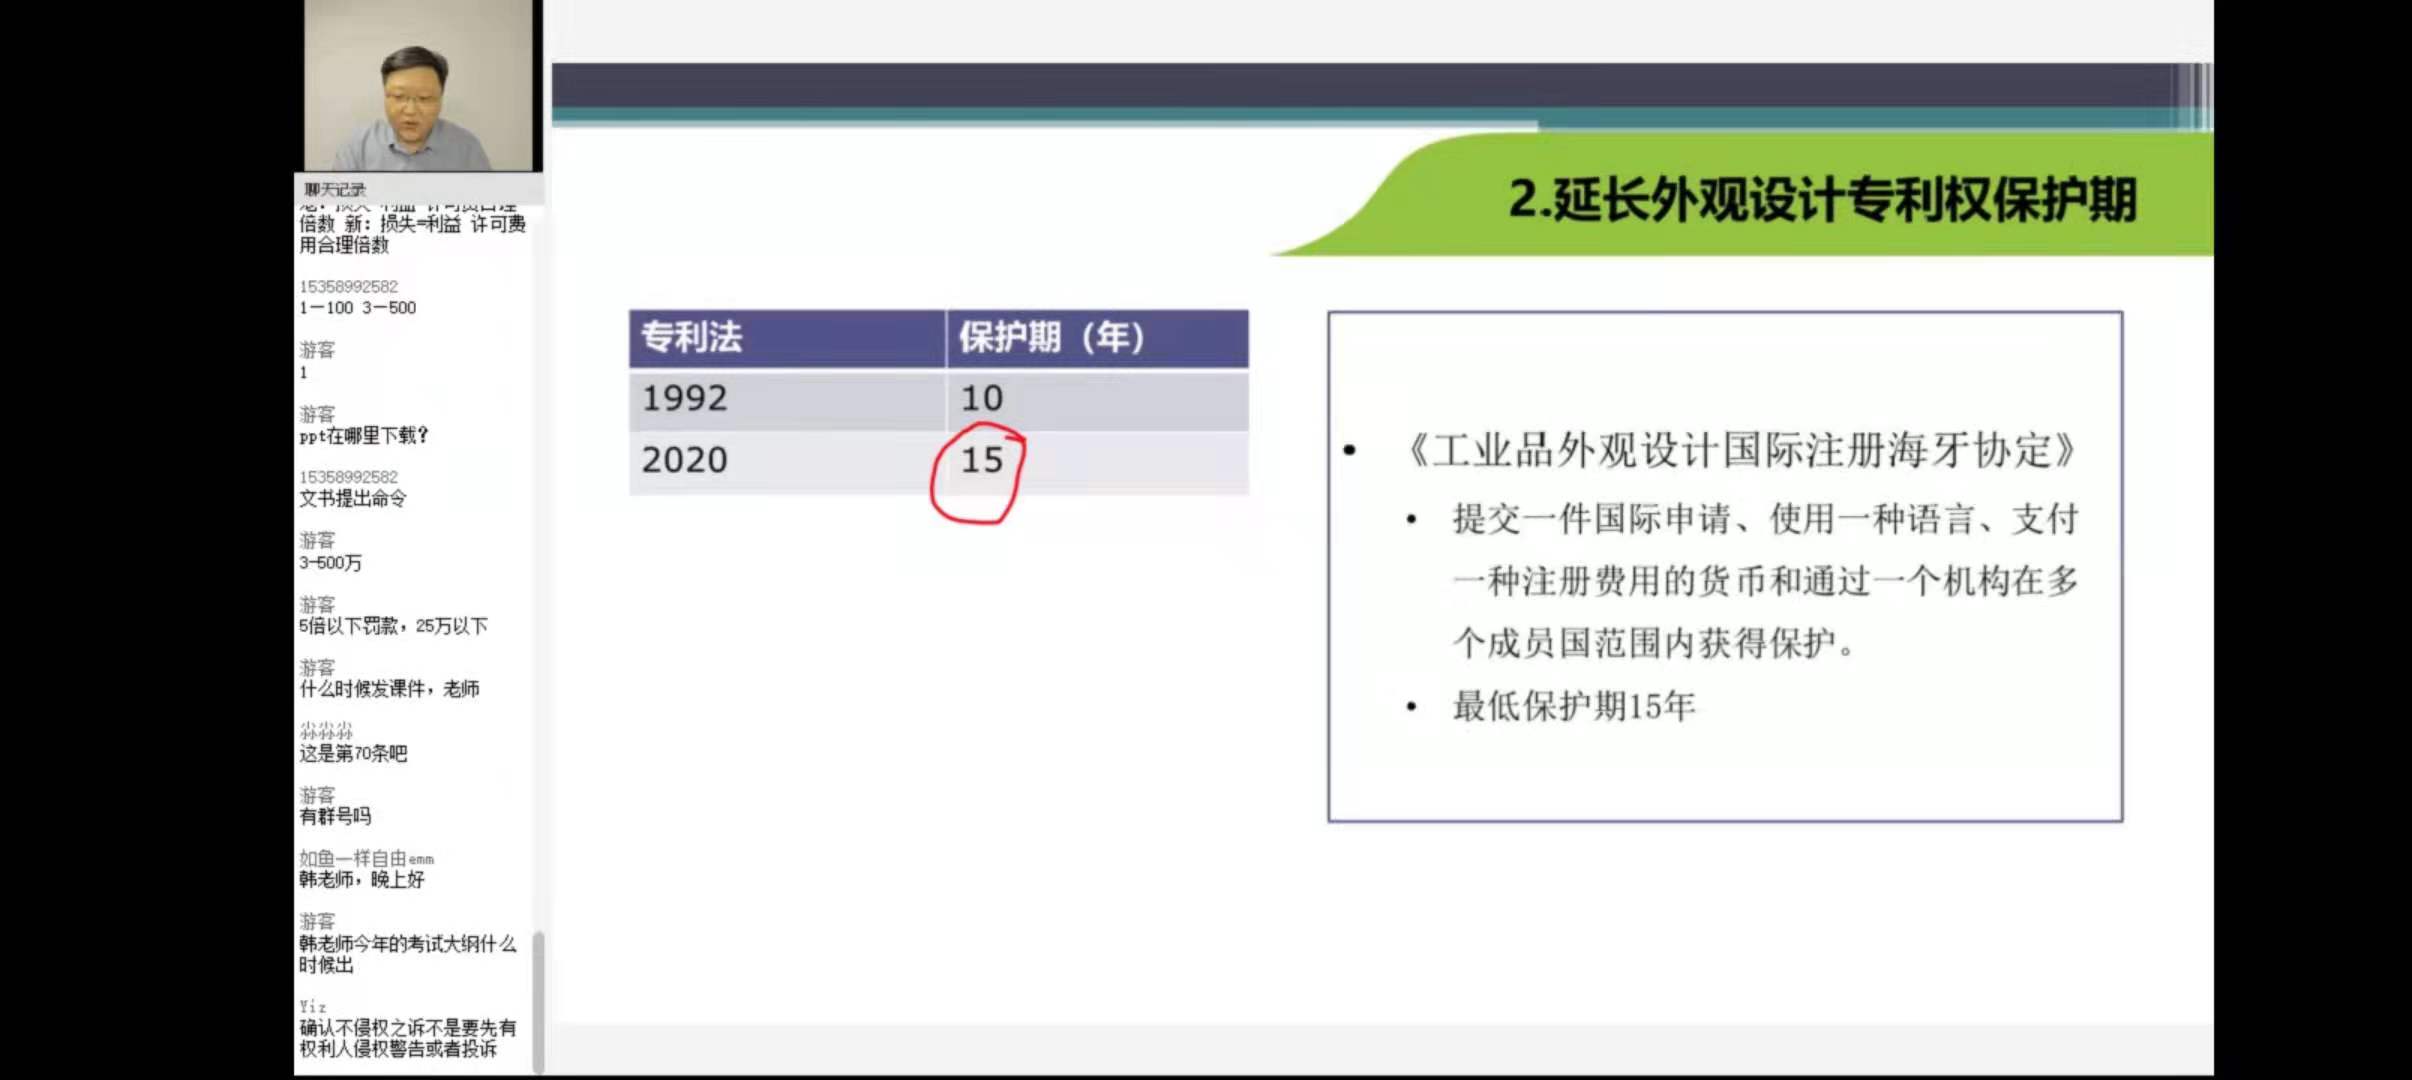 聊天记录
倍数 新：损失=利益 许可费
用合理倍数
15358992582
1—100 3—500
游客
1
游客
ppt在哪里下载？
15358992582
文书提出命令
游客
3-500万
游客
5倍以下罚款，25万以下
游客
什么时候发课件，老师
尛尛尛
这是第70条吧
游客
有群号吗
如鱼一样自由emm
韩老师，晚上好
游客
韩老师今年的考试大纲什么
时候出
Yiz
确认不侵权之诉不是要先有
权利人侵权警告或者投诉
2.延长外观设计专利权保护期
专利法 保护期（年）
1992 10
2020 15
• 《工业品外观设计国际注册海牙协定》
• 提交一件国际申请、使用一种语言、支付
一种注册费用的货币和通过一个机构在多
个成员国范围内获得保护。
• 最低保护期15年